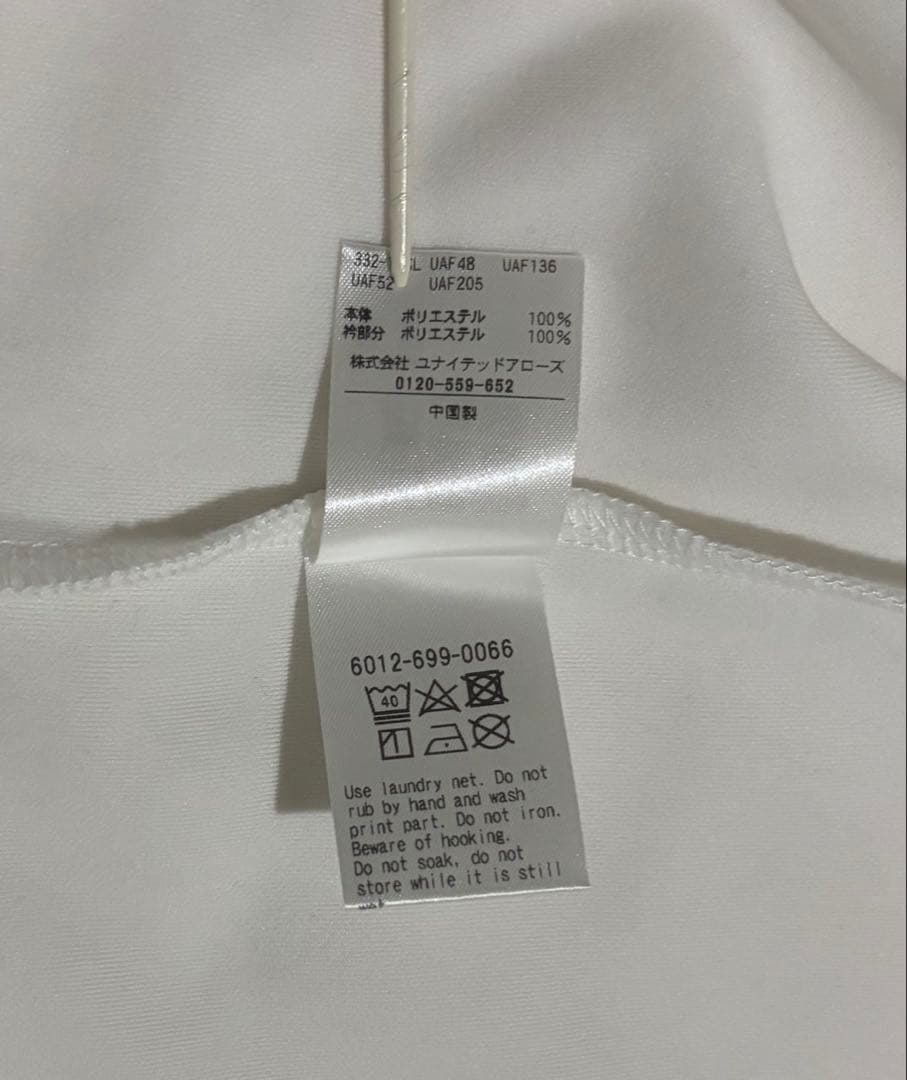 UAF48 UAF136
UAF52 UAF205
本体 ポリエステル 100%
衿部分 ポリエステル 100%
株式会社 ユナイテッドアローズ
0120-559-652
中国製
6012-699-0066
40
Use laundry net. Do not
rub by hand and wash
print part. Do not iron.
Beware of hooking.
Do not soak, do not
store while it is still